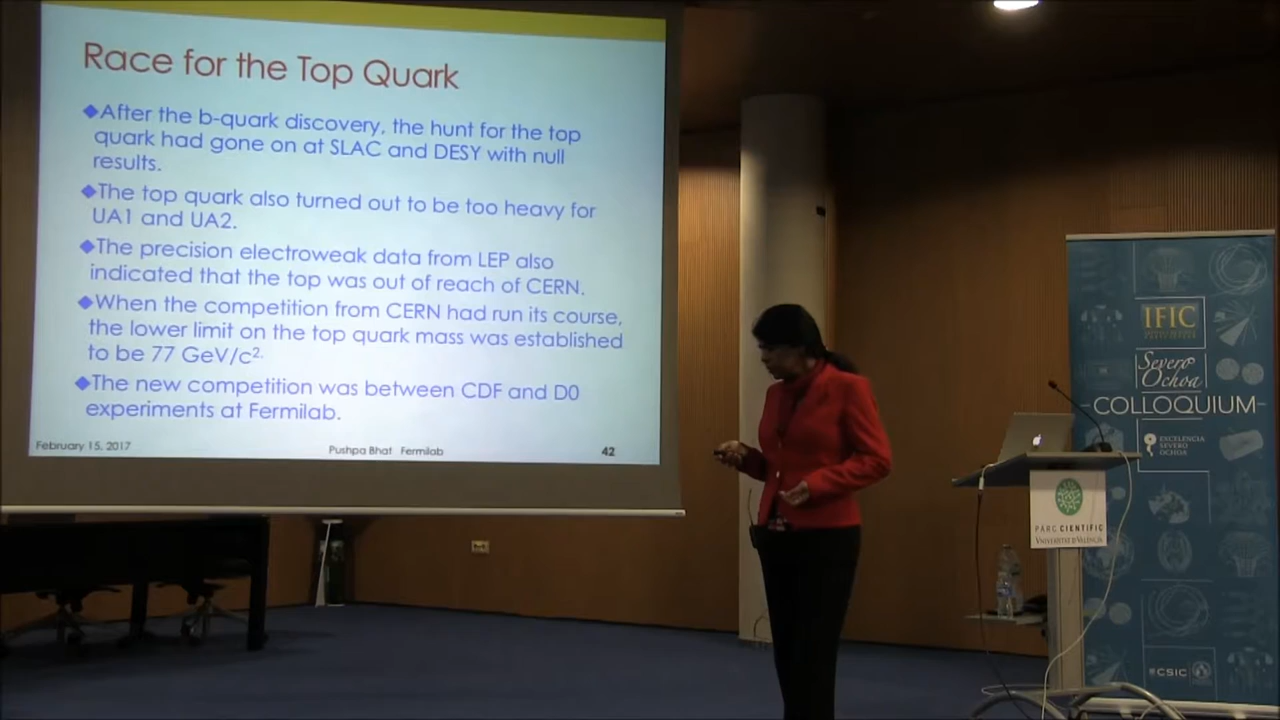 Race for the Top Quark
◆After the b-quark discovery, the hunt for the top
quark had gone on at SLAC and DESY with null
results.
◆The top quark also turned out to be too heavy for
UA1 and UA2.
◆The precision electroweak data from LEP also
indicated that the top was out of reach of CERN.
◆When the competition from CERN had run its course,
the lower limit on the top quark mass was established
to be 77 GeV/c².
◆The new competition was between CDF and D0
experiments at Fermilab.
February 15, 2017
Pushpa Bhat Fermilab
42
IFIC
Severo
Ochoa
COLLOQUIUM
EXCELENCIA
SEVERO
OCHOA
PARC CIENTÍFIC
VNIVERSITAT D VALÈNCIA
CSIC